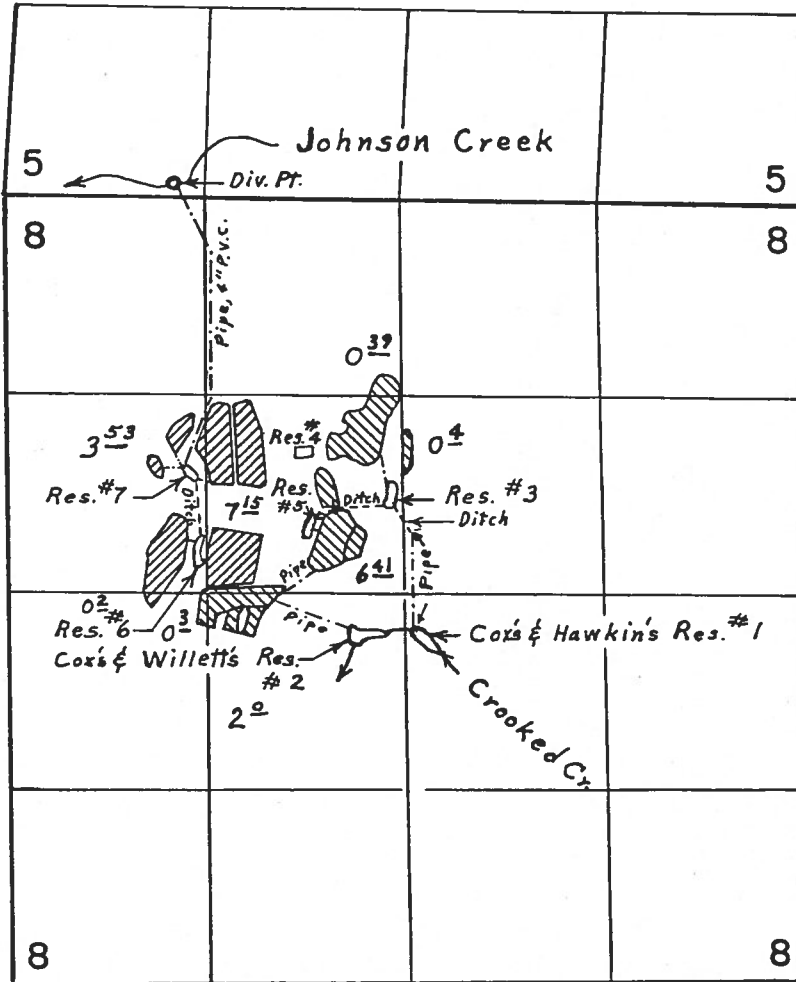 Johnson Creek
5
Div. Pt.
5
8
8
Pipe, 4" P.V.C.
0 39
3 53
Res. #4
0 4
Res. #7
Ditch
7 15
Res. #5
Ditch
Res. #3
Ditch
6 41
Pipe
Pipe
0 2
Res. #6
0 3
Pipe
Cox's & Hawkin's Res. #1
Cox's & Willett's Res. #2
2 0
Crooked Cr.
8
8